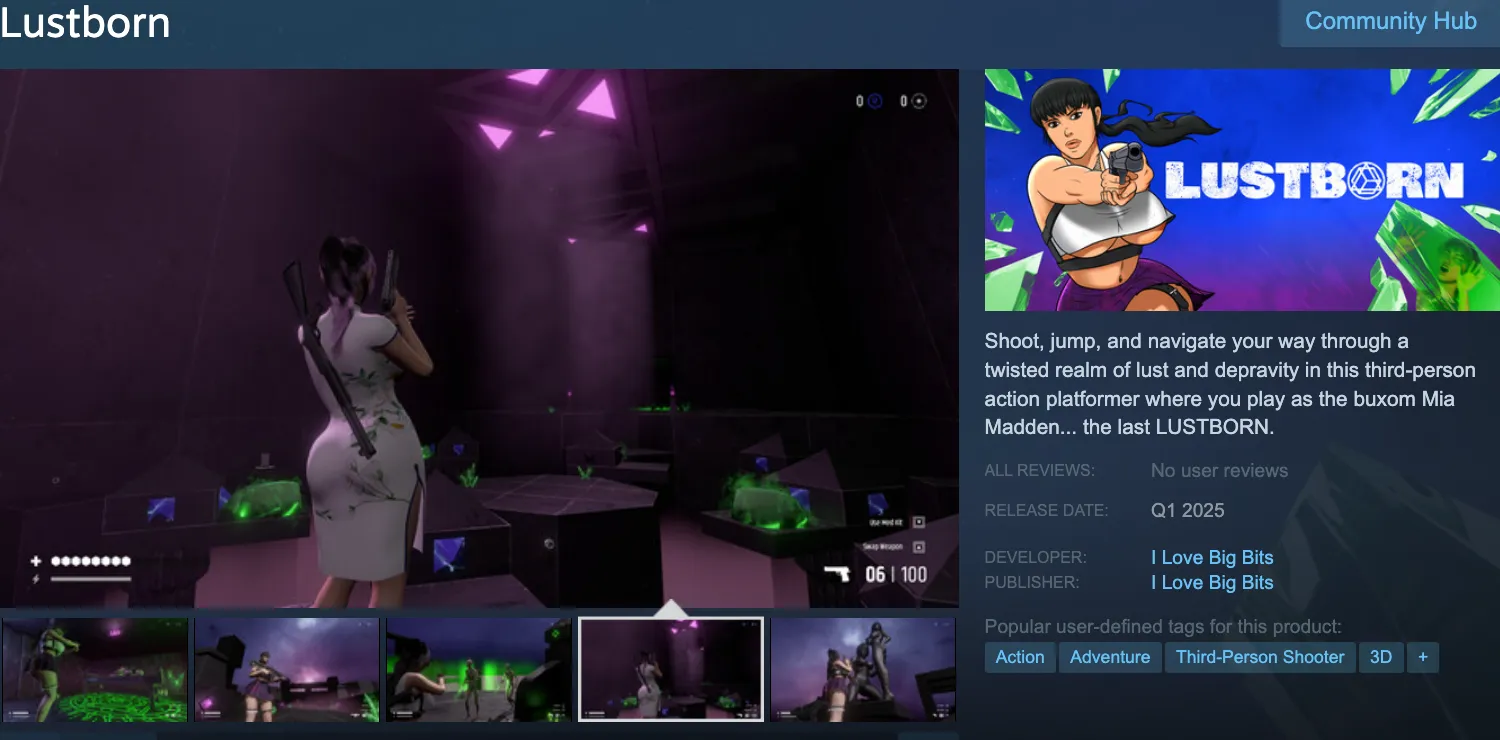 Lustborn
Community Hub
0 0
Use Med Kit
Swap Weapon
06 | 100
LUSTBORN
Shoot, jump, and navigate your way through a
twisted realm of lust and depravity in this third-person
action platformer where you play as the buxom Mia
Madden... the last LUSTBORN.
ALL REVIEWS: No user reviews
RELEASE DATE: Q1 2025
DEVELOPER: I Love Big Bits
PUBLISHER: I Love Big Bits
Popular user-defined tags for this product:
Action Adventure Third-Person Shooter 3D +